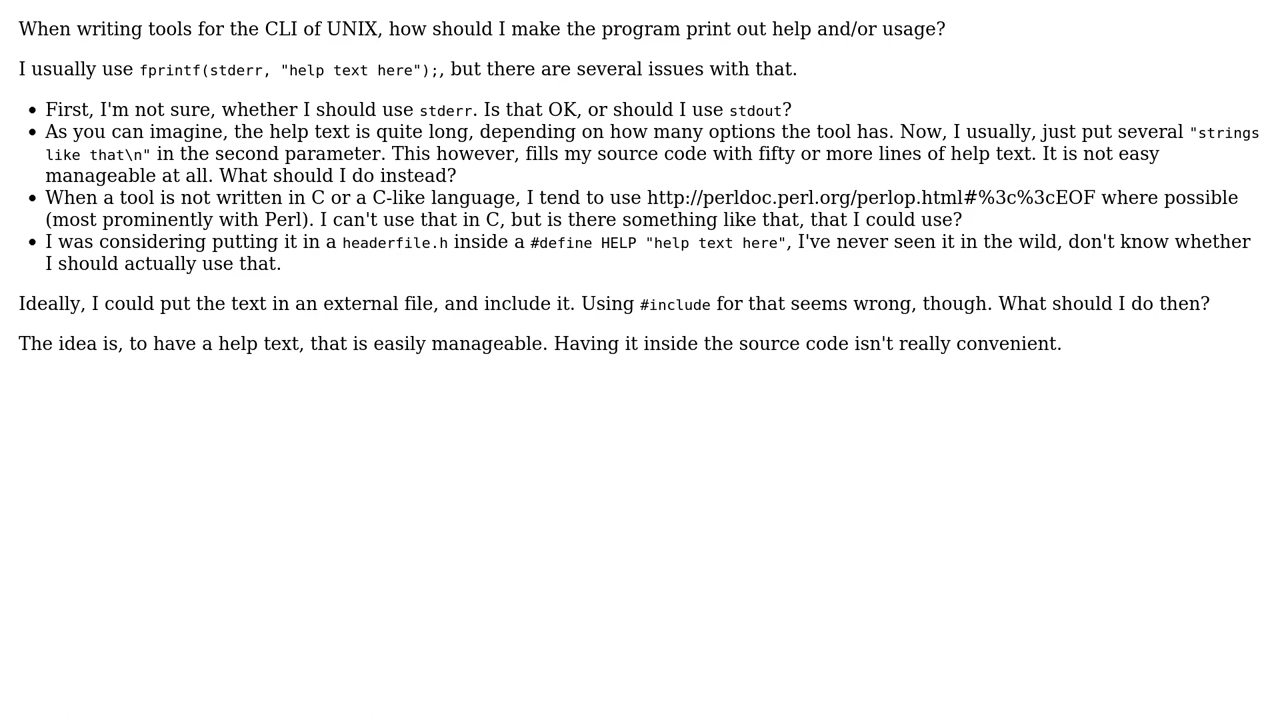 When writing tools for the CLI of UNIX, how should I make the program print out help and/or usage?
I usually use fprintf(stderr, "help text here");, but there are several issues with that.
• First, I'm not sure, whether I should use stderr. Is that OK, or should I use stdout?
• As you can imagine, the help text is quite long, depending on how many options the tool has. Now, I usually, just put several "strings
like that\n" in the second parameter. This however, fills my source code with fifty or more lines of help text. It is not easy
manageable at all. What should I do instead?
• When a tool is not written in C or a C-like language, I tend to use http://perldoc.perl.org/perlop.html#%3c%3cEOF where possible
(most prominently with Perl). I can't use that in C, but is there something like that, that I could use?
• I was considering putting it in a headerfile.h inside a #define HELP "help text here", I've never seen it in the wild, don't know whether
I should actually use that.
Ideally, I could put the text in an external file, and include it. Using #include for that seems wrong, though. What should I do then?
The idea is, to have a help text, that is easily manageable. Having it inside the source code isn't really convenient.